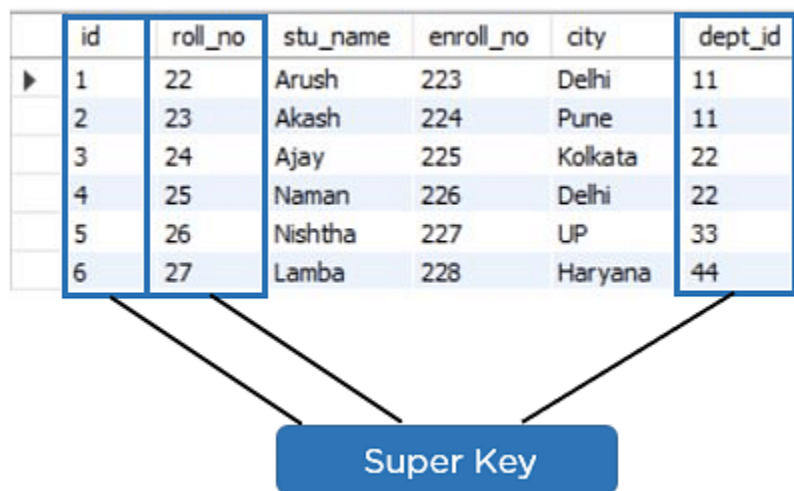 id roll_no stu_name enroll_no city dept_id
1 22 Arush 223 Delhi 11
2 23 Akash 224 Pune 11
3 24 Ajay 225 Kolkata 22
4 25 Naman 226 Delhi 22
5 26 Nishtha 227 UP 33
6 27 Lamba 228 Haryana 44
Super Key